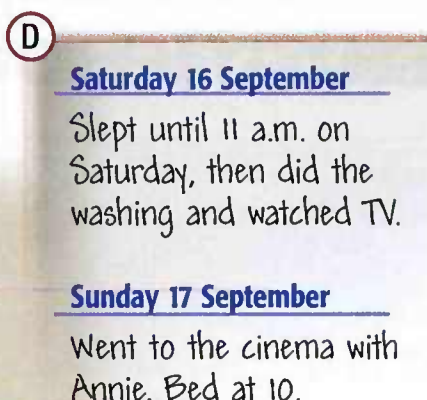 D
Saturday 16 September
Slept until 11 a.m. on
Saturday, then did the
washing and watched TV.
Sunday 17 September
Went to the cinema with
Annie. Bed at 10.